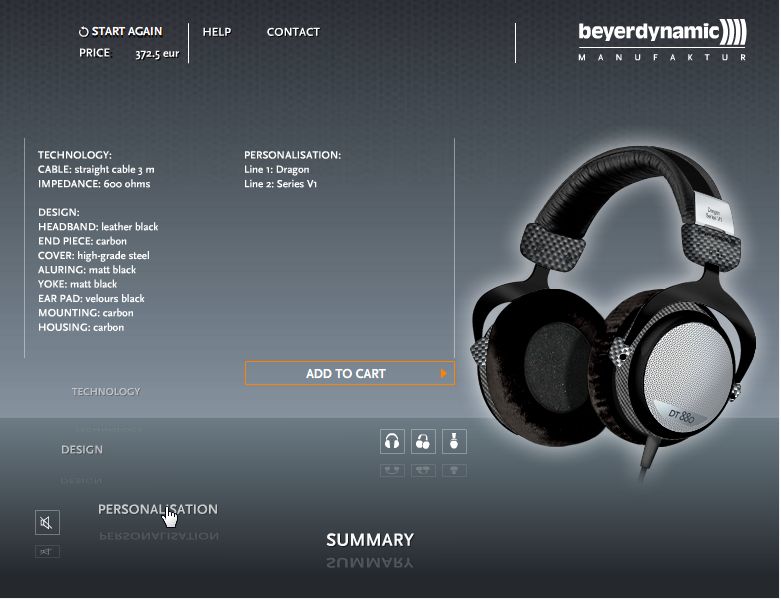 START AGAIN
HELP
CONTACT
PRICE 372.5 eur
beyerdynamic
MANUFAKTUR
TECHNOLOGY:
CABLE: straight cable 3 m
IMPEDANCE: 600 ohms
DESIGN:
HEADBAND: leather black
END PIECE: carbon
COVER: high-grade steel
ALURING: matt black
YOKE: matt black
EAR PAD: velours black
MOUNTING: carbon
HOUSING: carbon
PERSONALISATION:
Line 1: Dragon
Line 2: Series V1
Dragon
Series V1
DT 880
ADD TO CART
TECHNOLOGY
DESIGN
PERSONALISATION
SUMMARY